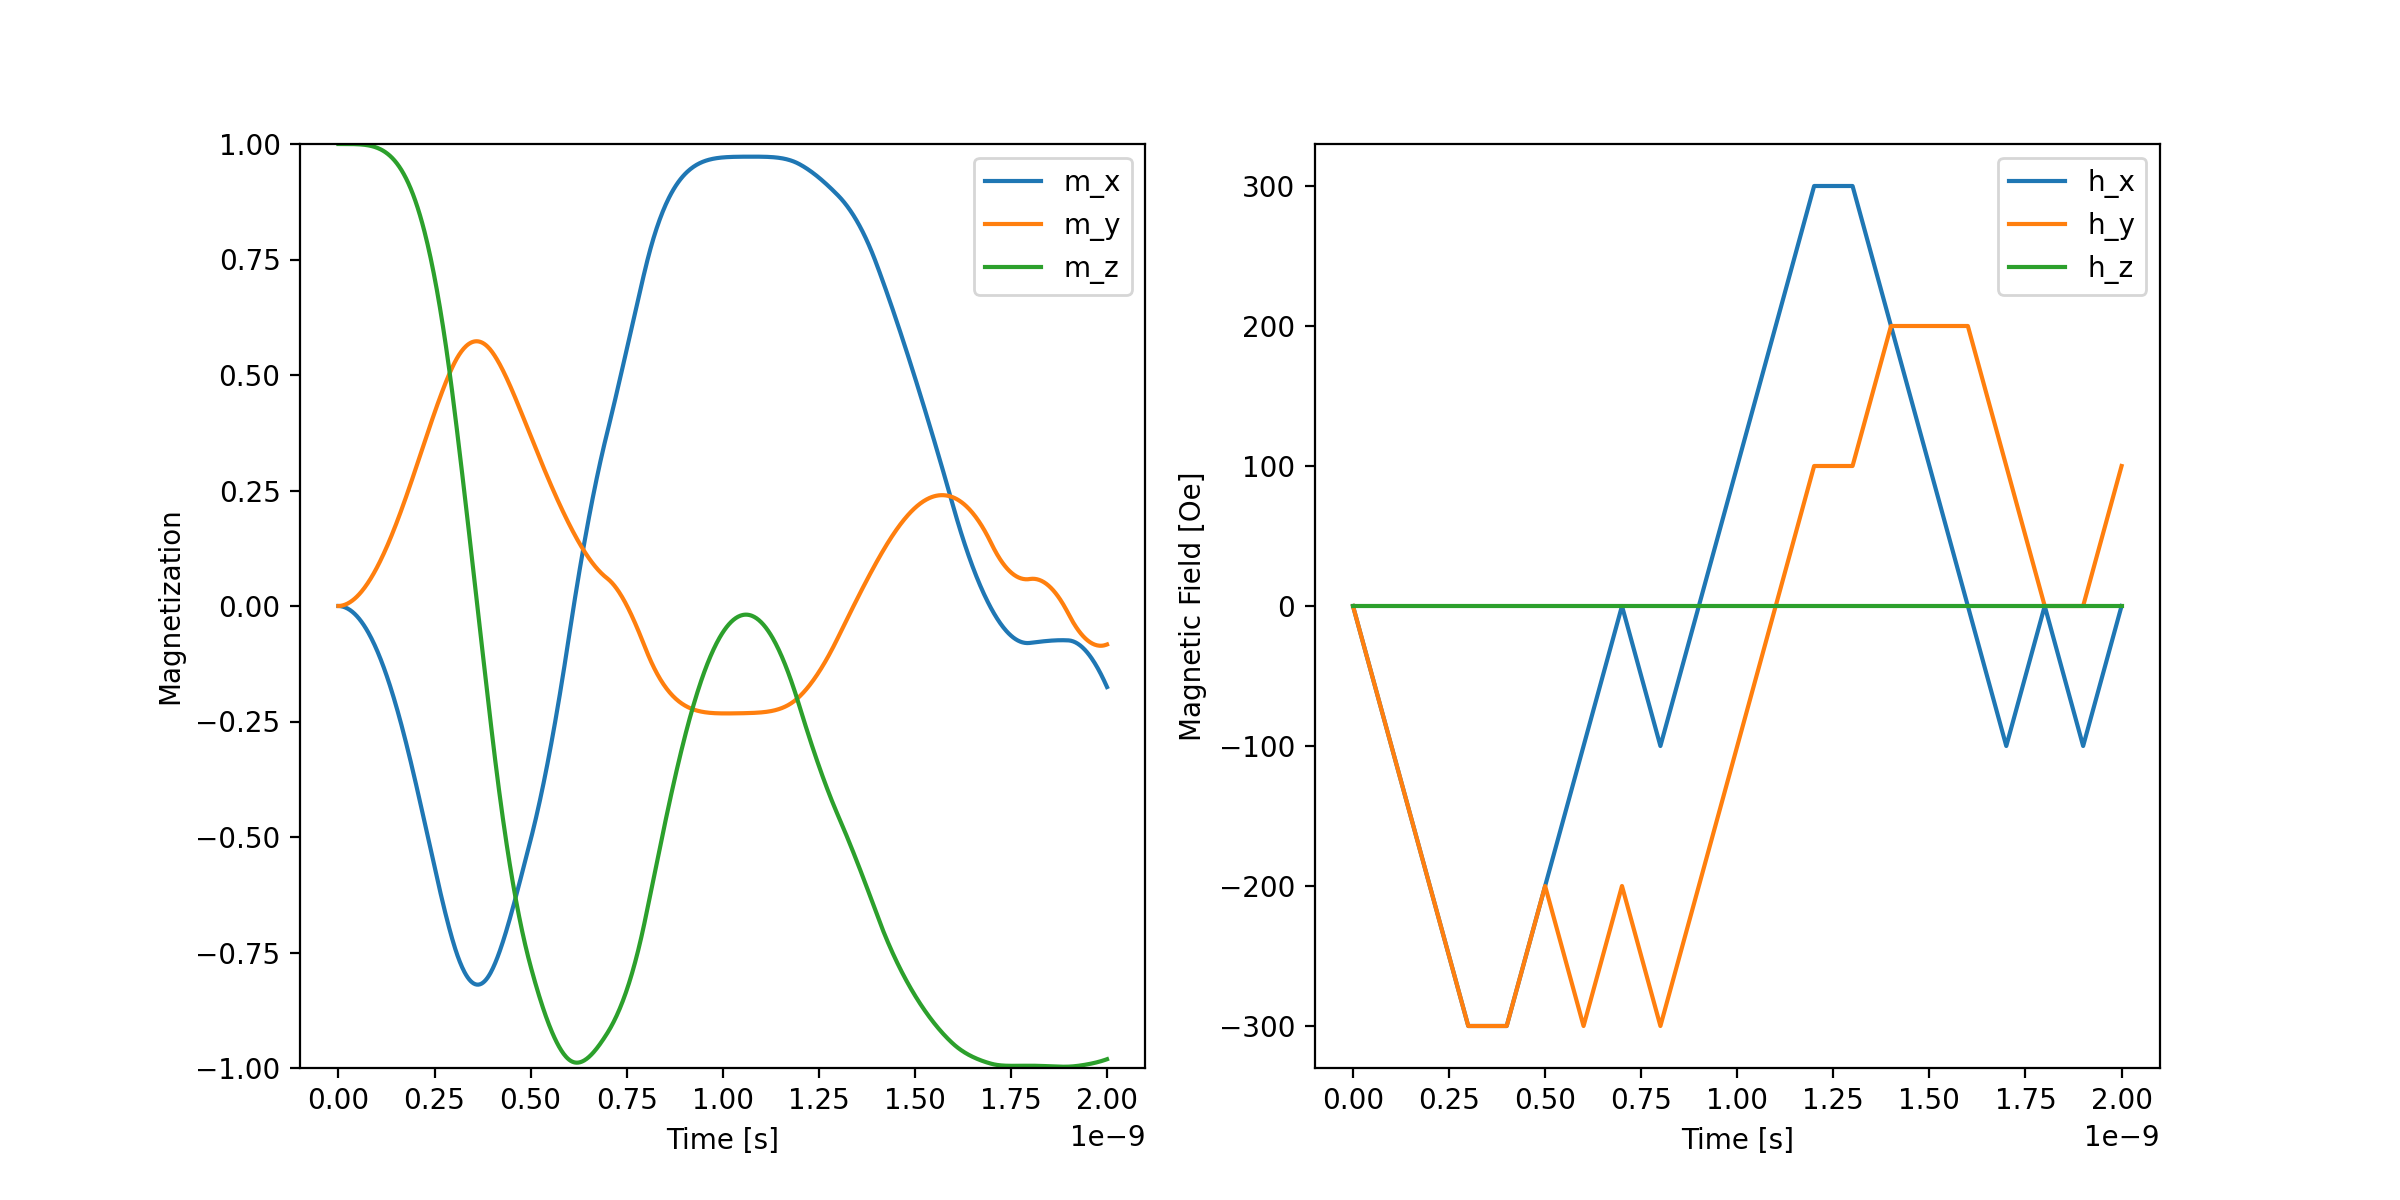 1.00
0.75
0.50
0.25
0.00
−0.25
−0.50
−0.75
−1.00
Magnetization
0.00 0.25 0.50 0.75 1.00 1.25 1.50 1.75 2.00
1e−9
Time [s]
m_x
m_y
m_z
300
200
100
0
−100
−200
−300
Magnetic Field [Oe]
0.00 0.25 0.50 0.75 1.00 1.25 1.50 1.75 2.00
1e−9
Time [s]
h_x
h_y
h_z